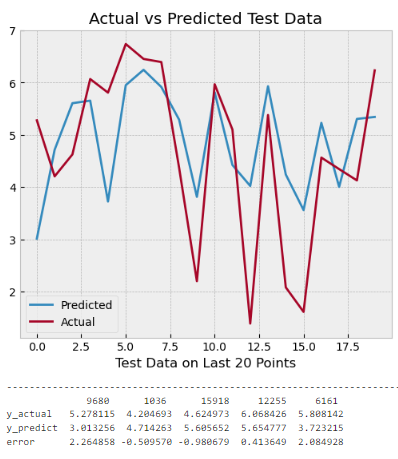 Actual vs Predicted Test Data
7
6
5
4
3
2
Predicted
Actual
0.0 2.5 5.0 7.5 10.0 12.5 15.0 17.5
Test Data on Last 20 Points
--------------------------------------------------------------------
9680 1036 15918 12255 6161
y_actual 5.278115 4.204693 4.624973 6.068426 5.808142
y_predict 3.013256 4.714263 5.605652 5.654777 3.723215
error 2.264858 -0.509570 -0.980679 0.413649 2.084928